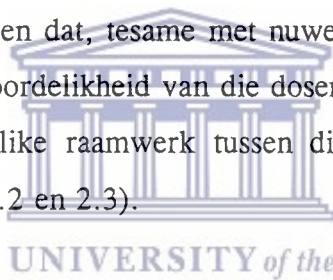 en dat, tesame met nuwe
oordelikheid van die dosen
like raamwerk tussen di
.2 en 2.3).
UNIVERSITY of the